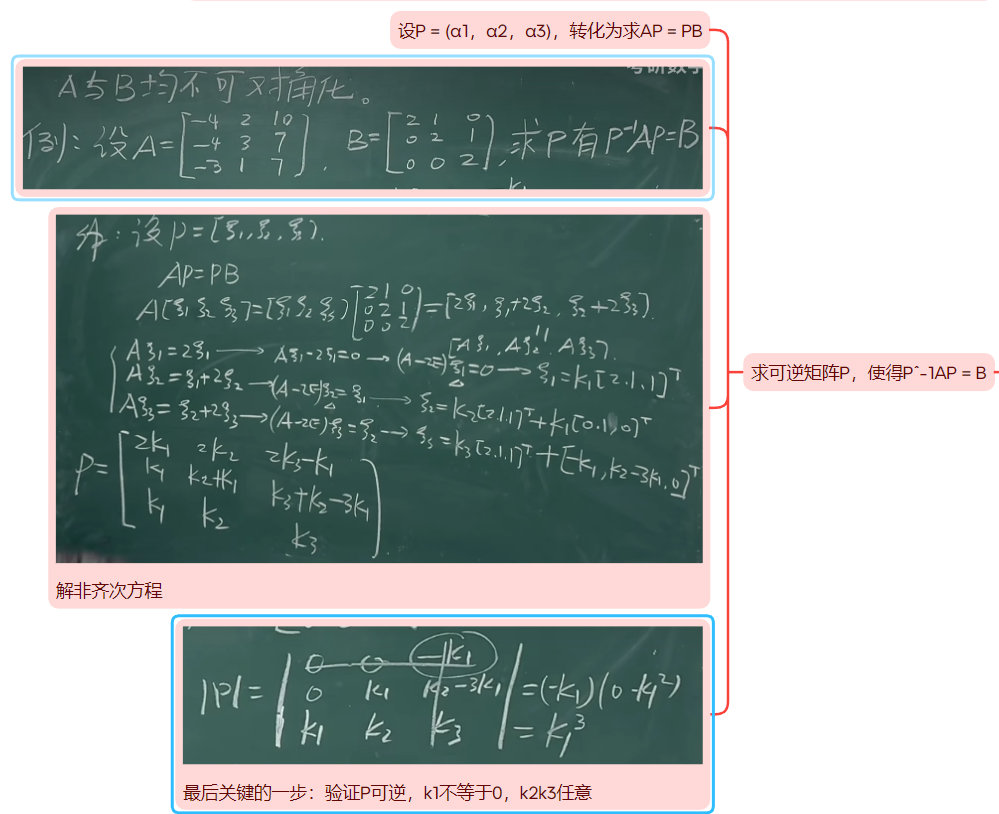 设P = (α1，α2，α3)，转化为求AP = PB
A与B均不可对角化。
例：设A=[-4 2 10
-4 3 7
-3 1 7]， B=[2 1 0
0 2 1
0 0 2]，求P有P⁻¹AP=B
分：设P=[ξ₁,ξ₂,ξ₃).
AP=PB
A[ξ₁ ξ₂ ξ₃]=[ξ₁ ξ₂ ξ₃)[2 1 0
0 2 1
0 0 2]=[2ξ₁, ξ₁+2ξ₂, ξ₂+2ξ₃).
[Aξ₁, Aξ₂, Aξ₃).
Aξ₁=2ξ₁ → Aξ₁-2ξ₁=0 → (A-2E)ξ₁=0 → ξ₁=k₁[2.1.1]ᵀ
Aξ₂=ξ₁+2ξ₂ → (A-2E)ξ₂=ξ₁ → ξ₂=k₂[2.1.1]ᵀ+k₁[0.1,0]ᵀ
Aξ₃=ξ₂+2ξ₃ → (A-2E)ξ₃=ξ₂ → ξ₃=k₃[2.1.1]ᵀ+[-k₁,k₂-3k₁,0]ᵀ
P=[2k₁ 2k₂ 2k₃-k₁
k₁ k₂+k₁ k₃+k₂-3k₁
k₁ k₂ k₃)
解非齐次方程
求可逆矩阵P，使得P^-1AP = B
|P|=|0 0 -k₁
0 k₁ k₂-3k₁
k₁ k₂ k₃|=(-k₁)(0-k₁²)
=k₁³
最后关键的一步：验证P可逆，k1不等于0，k2k3任意